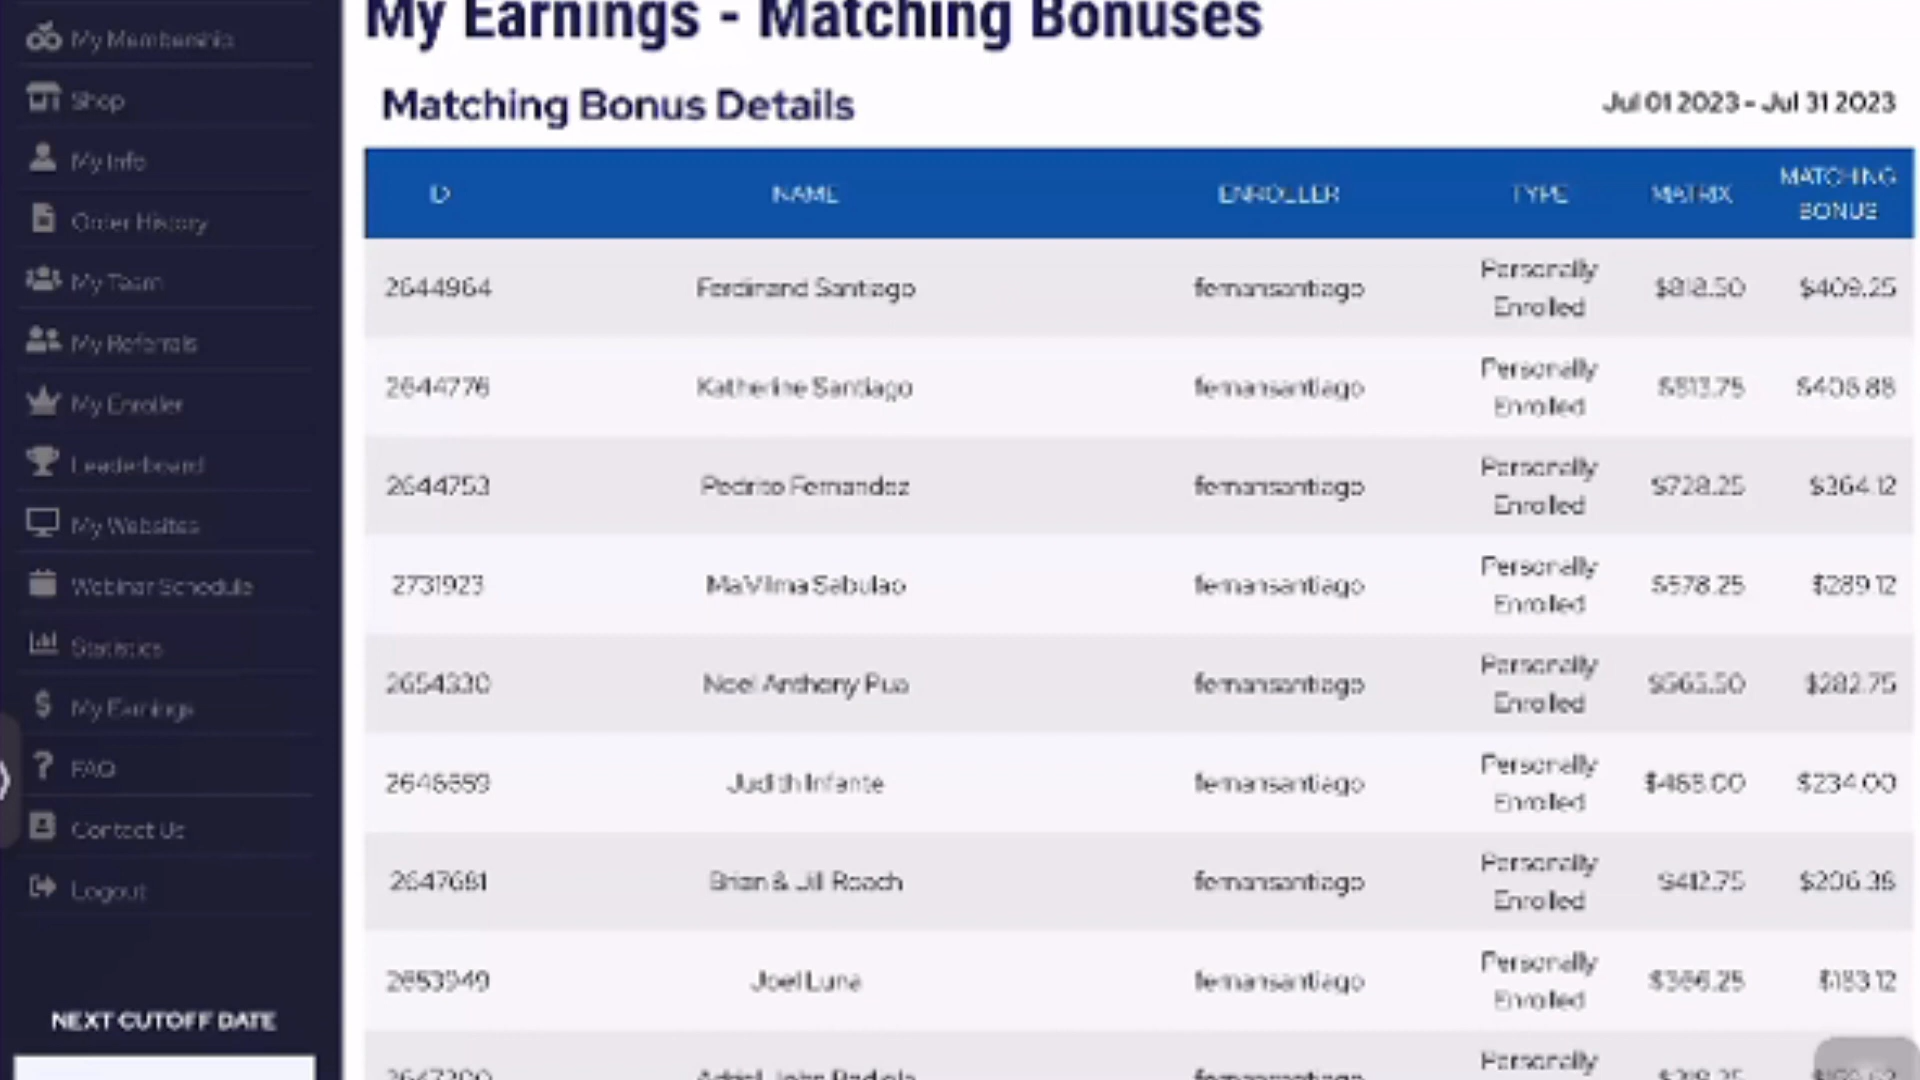 My Earnings - Matching Bonuses
Matching Bonus Details
Jul 01 2023 - Jul 31 2023
My Membership
Shop
My Info
Order History
My Team
My Referrals
My Enroller
Leaderboard
My Websites
Webinar Schedule
Statistics
My Earnings
FAQ
Contact Us
Logout
NEXT CUTOFF DATE
ID NAME ENROLLER TYPE MATRIX MATCHING BONUS
2644964 Ferdinand Santiago fernansantiago Personally Enrolled $818.50 $409.25
2644776 Katherine Santiago fernansantiago Personally Enrolled $813.75 $406.88
2644753 Pedrito Fernandez fernansantiago Personally Enrolled $728.25 $364.12
2731923 Ma Vilma Sabulao fernansantiago Personally Enrolled $578.25 $289.12
2654330 Noel Anthony Pua fernansantiago Personally Enrolled $565.50 $282.75
Judith Infante fernansantiago Personally Enrolled $468.00 $234.00
2647681 Brian & Jill Roach fernansantiago Personally Enrolled $412.75 $206.38
2653949 Joel Luna fernansantiago Personally Enrolled $366.25 $183.12
Personally